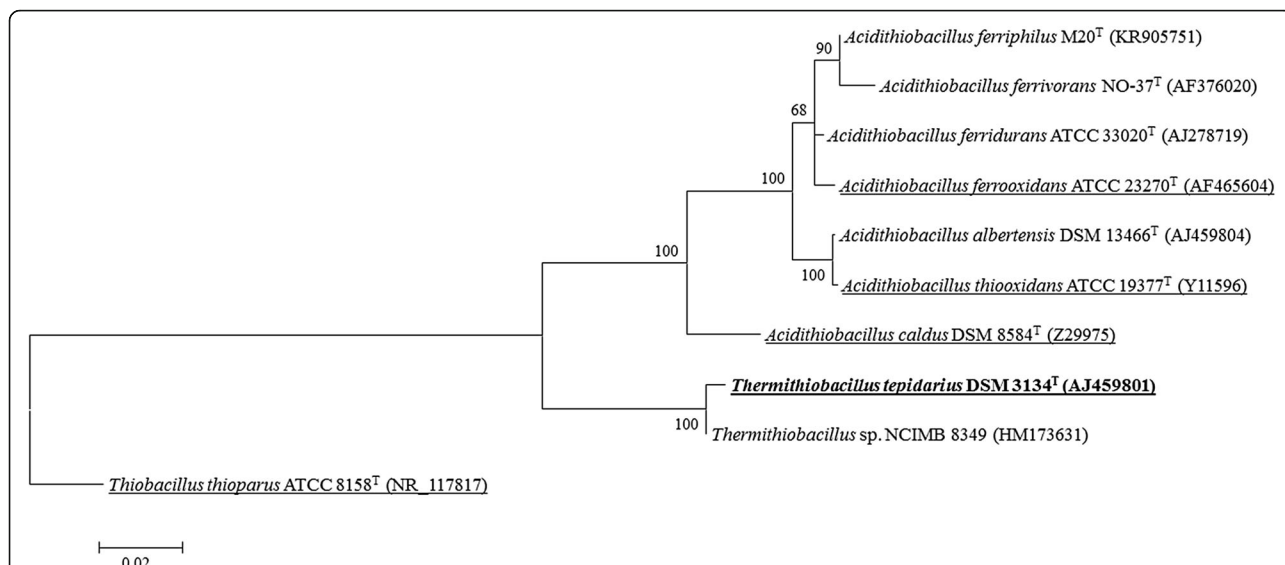 Acidithiobacillus ferriphilus M20ᵀ (KR905751)
90
Acidithiobacillus ferrivorans NO-37ᵀ (AF376020)
68
Acidithiobacillus ferridurans ATCC 33020ᵀ (AJ278719)
100
Acidithiobacillus ferrooxidans ATCC 23270ᵀ (AF465604)
Acidithiobacillus albertensis DSM 13466ᵀ (AJ459804)
100
100
Acidithiobacillus thiooxidans ATCC 19377ᵀ (Y11596)
Acidithiobacillus caldus DSM 8584ᵀ (Z29975)
Thermithiobacillus tepidarius DSM 3134ᵀ (AJ459801)
100
Thermithiobacillus sp. NCIMB 8349 (HM173631)
Thiobacillus thioparus ATCC 8158ᵀ (NR_117817)
0.02